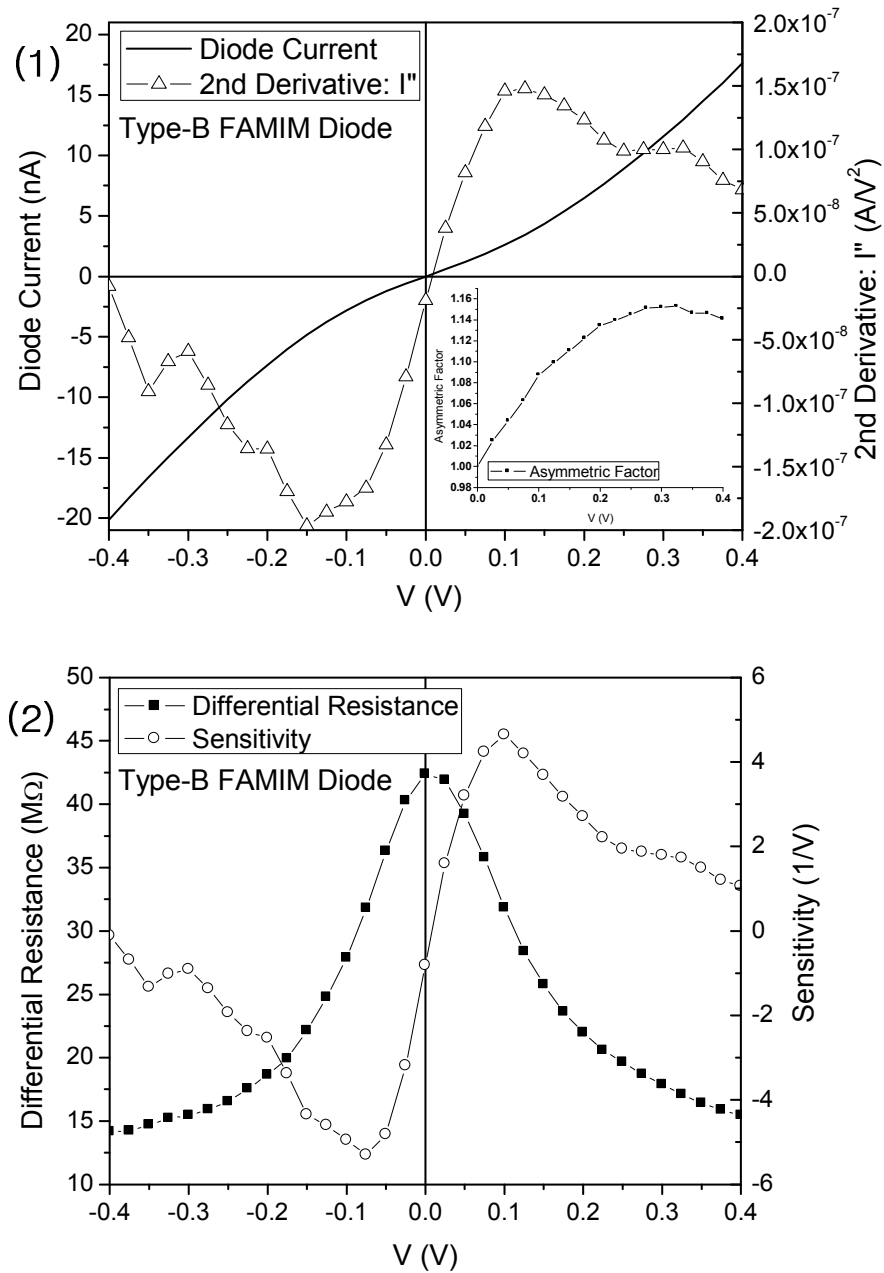 (1)
Diode Current
2nd Derivative: I"
Type-B FAMIM Diode
Diode Current (nA)
20
15
10
5
0
-5
-10
-15
-20
2.0x10⁻⁷
1.5x10⁻⁷
1.0x10⁻⁷
5.0x10⁻⁸
0.0
-5.0x10⁻⁸
-1.0x10⁻⁷
-1.5x10⁻⁷
-2.0x10⁻⁷
2nd Derivative: I" (A/V²)
Asymmetric Factor
1.16
1.14
1.12
1.10
1.08
1.06
1.04
1.02
1.00
0.98
Asymmetric Factor
0.0 0.1 0.2 0.3 0.4
V (V)
-0.4 -0.3 -0.2 -0.1 0.0 0.1 0.2 0.3 0.4
V (V)
(2)
Differential Resistance
Sensitivity
Type-B FAMIM Diode
Differential Resistance (MΩ)
50
45
40
35
30
25
20
15
10
6
4
2
0
-2
-4
-6
Sensitivity (1/V)
-0.4 -0.3 -0.2 -0.1 0.0 0.1 0.2 0.3 0.4
V (V)